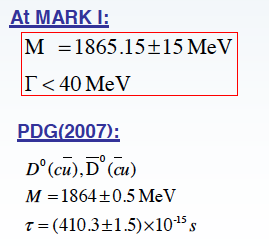 At MARK I:
M = 1865.15±15 MeV
Γ < 40 MeV
PDG(2007):
D⁰(cu̅), D̅⁰(c̅u)
M = 1864±0.5 MeV
τ = (410.3±1.5)×10⁻¹⁵ s